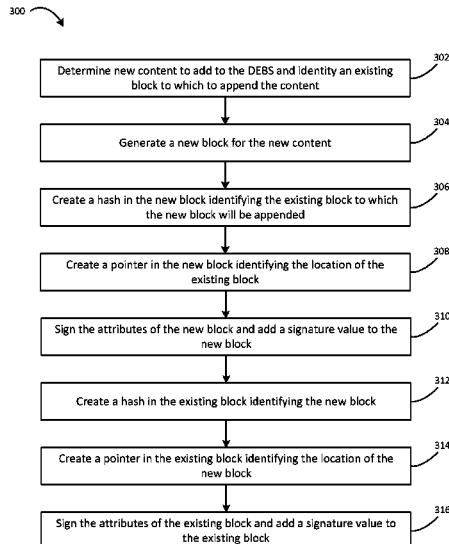 300
302
Determine new content to add to the DEBS and identity an existing
block to which to append the content
304
Generate a new block for the new content
306
Create a hash in the new block identifying the existing block to which
the new block will be appended
308
Create a pointer in the new block identifying the location of the
existing block
310
Sign the attributes of the new block and add a signature value to the
new block
312
Create a hash in the existing block identifying the new block
314
Create a pointer in the existing block identifying the location of the
new block
316
Sign the attributes of the existing block and add a signature value to
the existing block